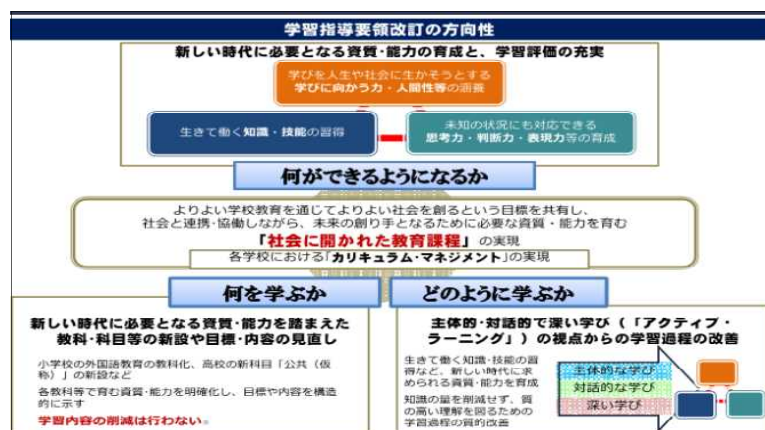 学習指導要領改訂の方向性
新しい時代に必要となる資質･能力の育成と、学習評価の充実
学びを人生や社会に生かそうとする
学びに向かう力・人間性等の涵養
生きて働く知識・技能の習得
未知の状況にも対応できる
思考力・判断力・表現力等の育成
何ができるようになるか
よりよい学校教育を通じてよりよい社会を創るという目標を共有し、
社会と連携･協働しながら、未来の創り手となるために必要な資質・能力を育む
「社会に開かれた教育課程」の実現
各学校における「カリキュラム･マネジメント」の実現
何を学ぶか
どのように学ぶか
新しい時代に必要となる資質･能力を踏まえた
教科･科目等の新設や目標･内容の見直し
小学校の外国語教育の教科化、高校の新科目「公共（仮
称）」の新設など
各教科等で育む資質･能力を明確化し、目標や内容を構造
的に示す
学習内容の削減は行わない。
主体的･対話的で深い学び（「アクティブ・
ラーニング」）の視点からの学習過程の改善
生きて働く知識･技能の習
得など、新しい時代に求
められる資質･能力を育成
知識の量を削減せず、質
の高い理解を図るための
学習過程の質的改善
主体的な学び
対話的な学び
深い学び